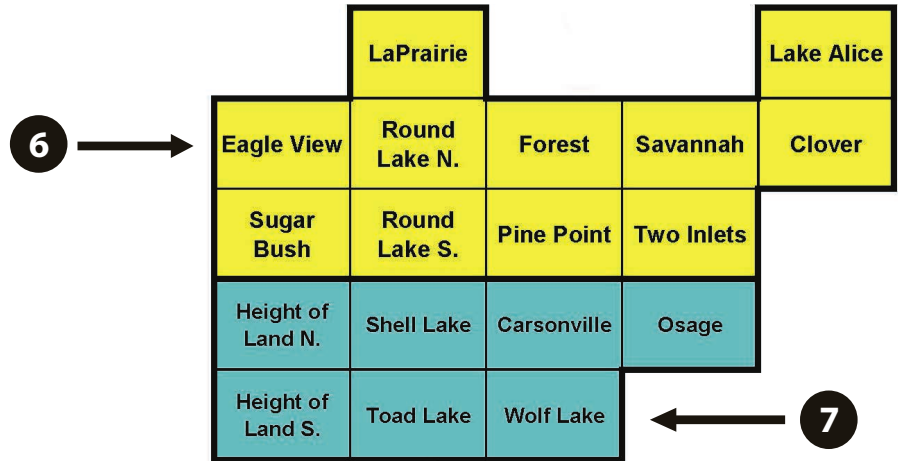 LaPrairie
Lake Alice
6
Eagle View
Round
Lake N.
Forest
Savannah
Clover
Sugar
Bush
Round
Lake S.
Pine Point
Two Inlets
Height of
Land N.
Shell Lake
Carsonville
Osage
Height of
Land S.
Toad Lake
Wolf Lake
7